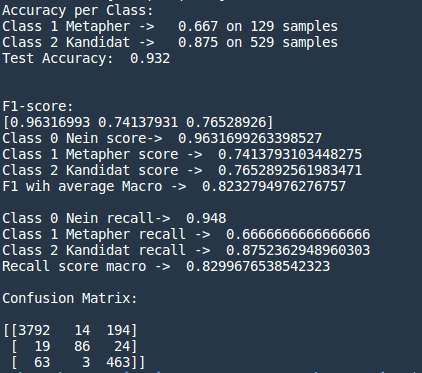 Accuracy per Class:
Class 1 Metapher ->   0.667 on 129 samples
Class 2 Kandidat ->   0.875 on 529 samples
Test Accuracy:  0.932
F1-score:
[0.96316993 0.74137931 0.76528926]
Class 0 Nein score->  0.9631699263398527
Class 1 Metapher score ->  0.7413793103448275
Class 2 Kandidat score ->  0.7652892561983471
F1 wih average Macro ->  0.8232794976276757
Class 0 Nein recall->  0.948
Class 1 Metapher recall ->  0.6666666666666666
Class 2 Kandidat recall ->  0.8752362948960303
Recall score macro ->  0.8299676538542323
Confusion Matrix:
[[3792   14  194]
 [  19   86   24]
 [  63    3  463]]